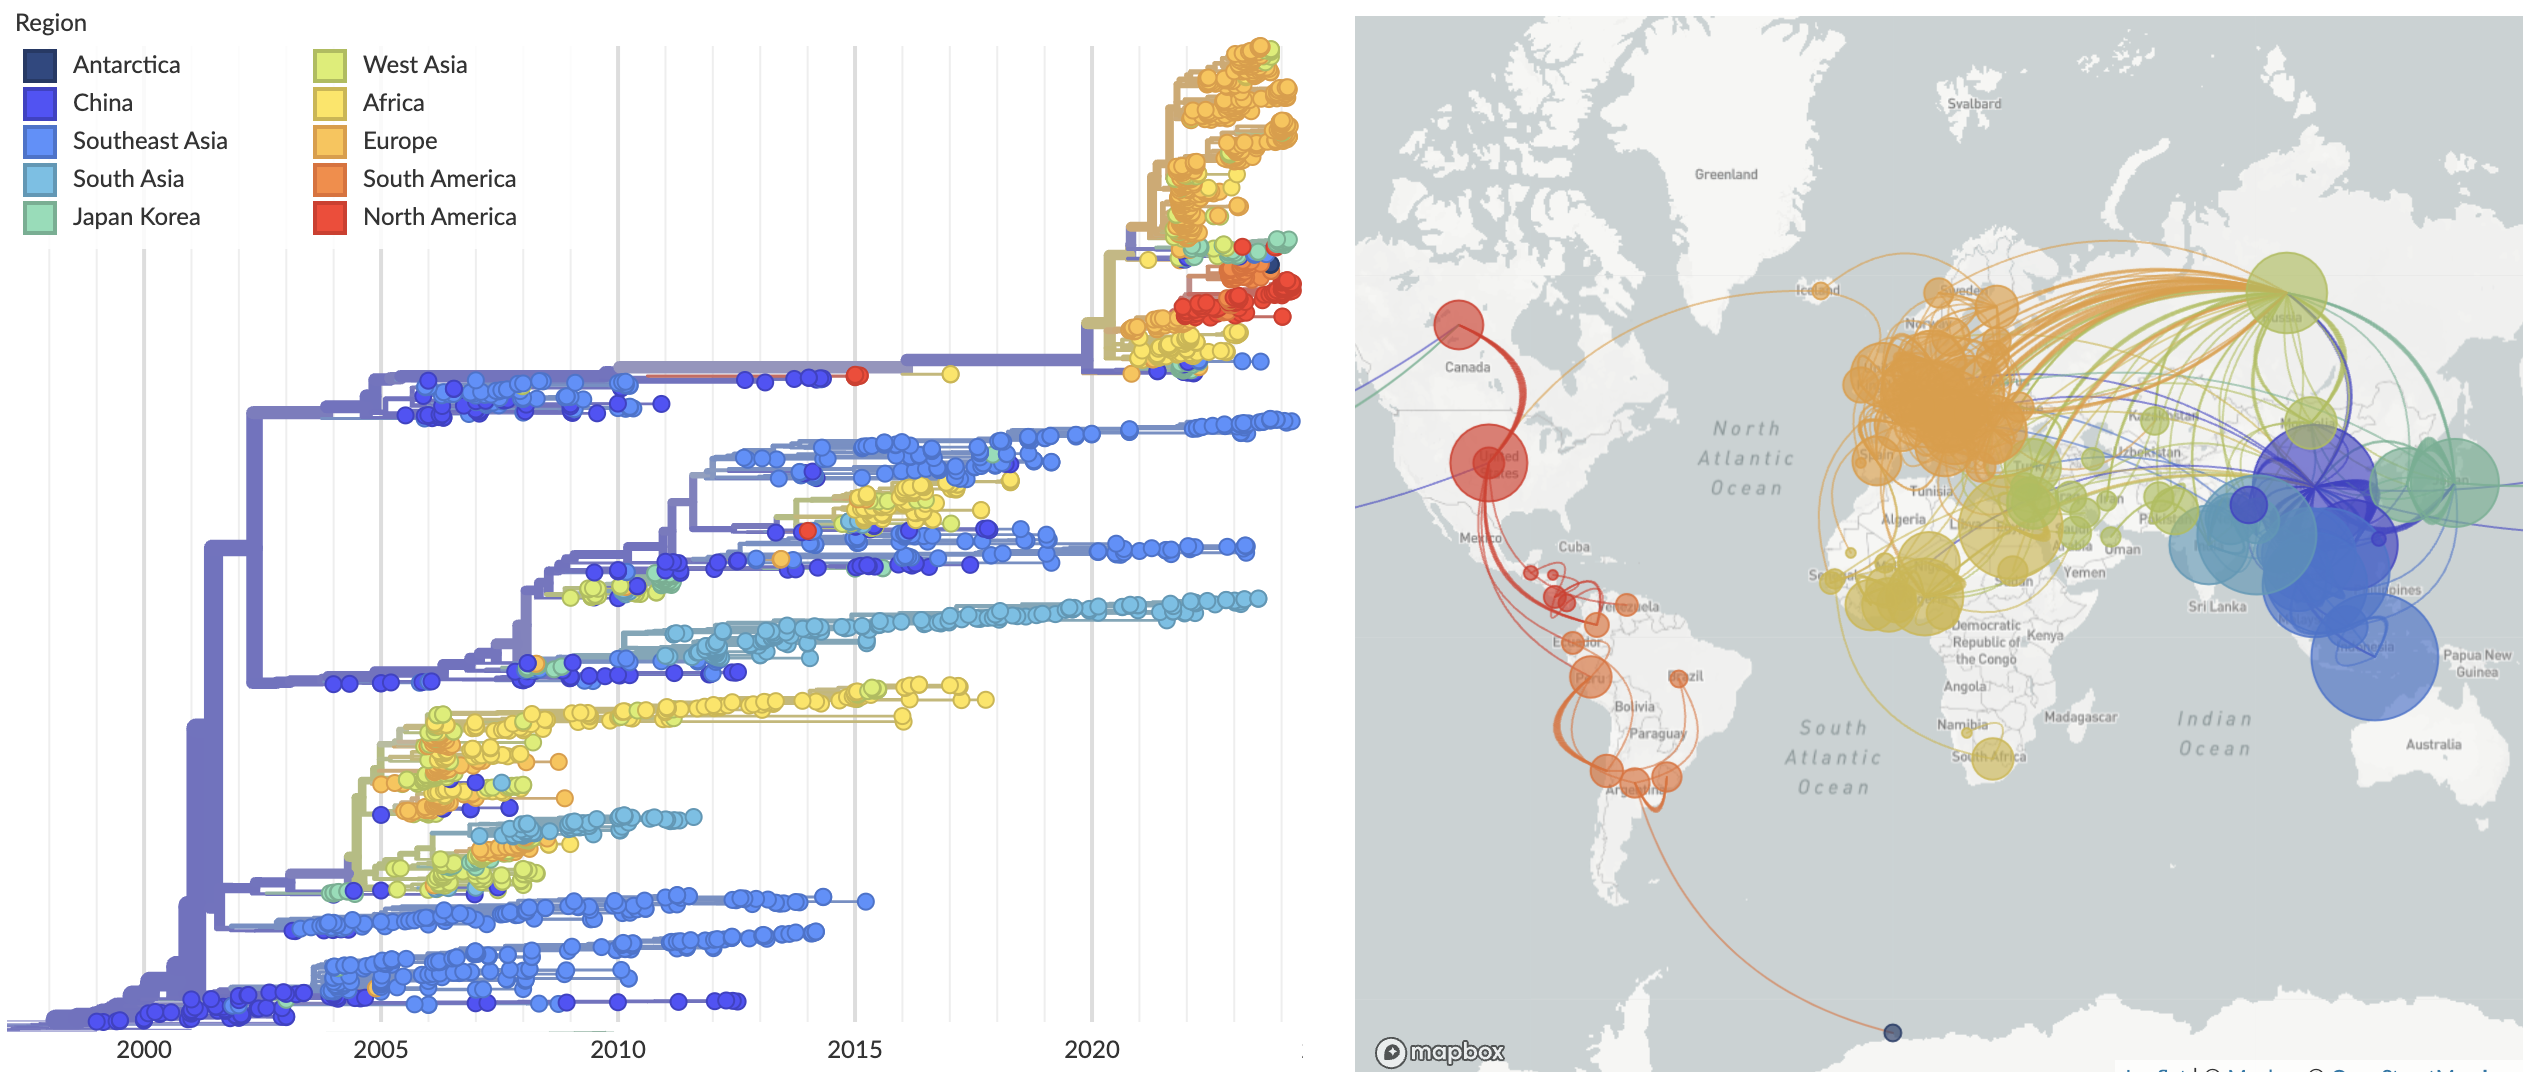 Region
Antarctica
China
Southeast Asia
South Asia
Japan Korea
West Asia
Africa
Europe
South America
North America
2000
2005
2010
2015
2020
Svalbard
Greenland
Iceland
Sweden
Norway
Russia
Canada
Kazakhstan
North
Atlantic
Ocean
United
States
Spain
Turkey
Uzbekistan
Japan
Tunisia
Iraq
Iran
Algeria
Libya
Egypt
Pakistan
Mexico
Cuba
Saudi
Arabia
Oman
Senegal
Mali
Niger
Sudan
Yemen
Philippines
Venezuela
Sri Lanka
Democratic
Republic of
the Congo
Kenya
Ecuador
Indonesia
Papua New
Guinea
Peru
Brazil
Angola
Bolivia
Namibia
Madagascar
Indian
Ocean
South
Atlantic
Ocean
Paraguay
South Africa
Australia
Argentina
mapbox